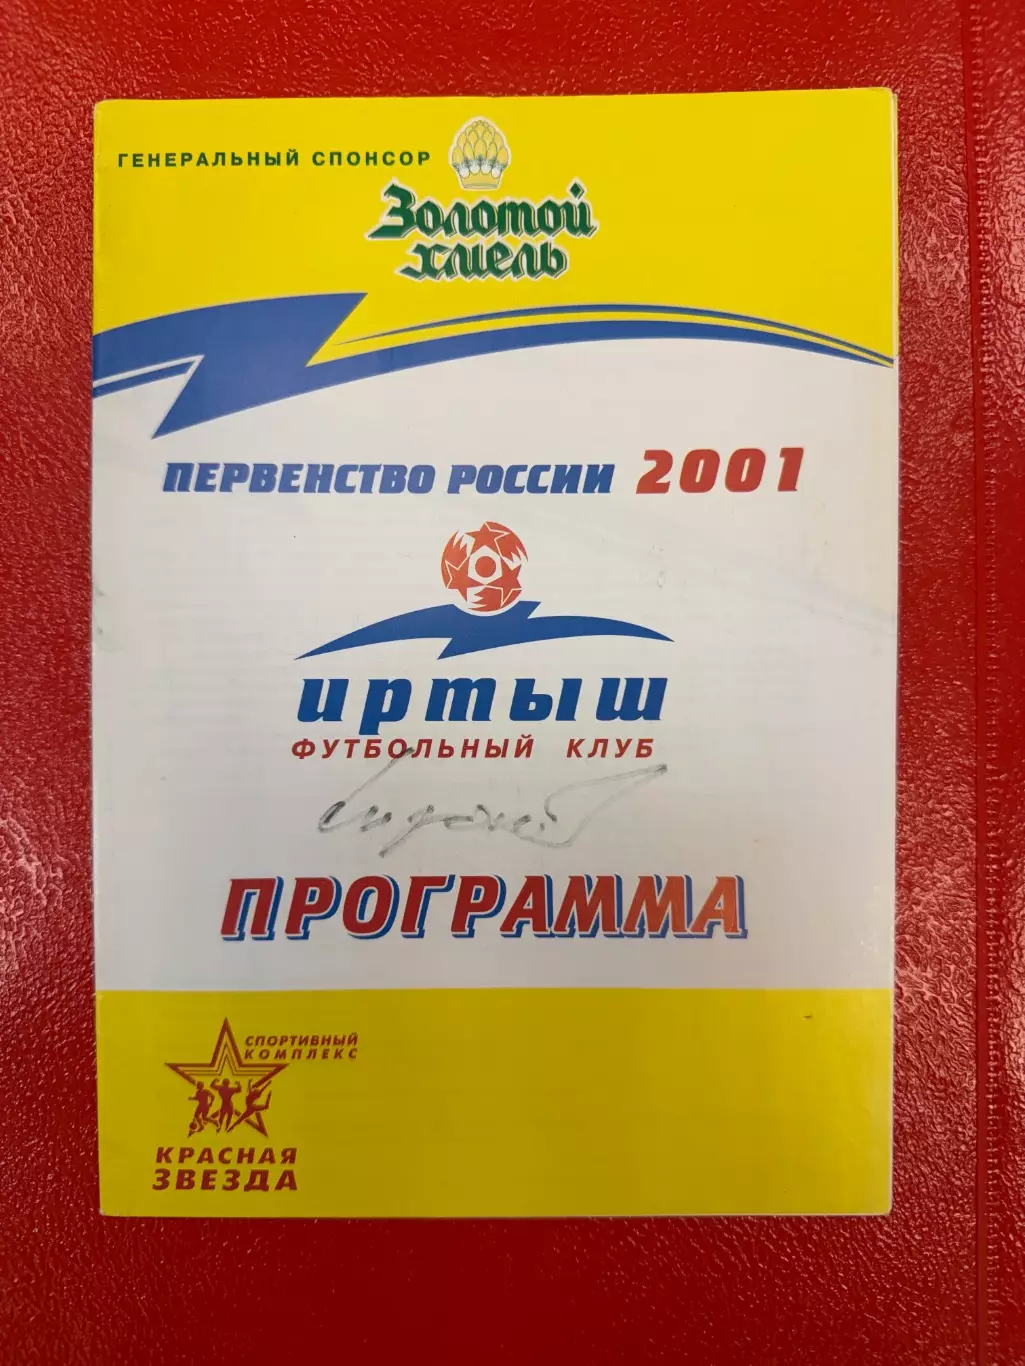 ГЕНЕРАЛЬНЫЙ СПОНСОР
Золотой
хмель
ПЕРВЕНСТВО РОССИИ 2001
иртыш
ФУТБОЛЬНЫЙ КЛУБ
ПРОГРАММА
СПОРТИВНЫЙ
КОМПЛЕКС
КРАСНАЯ
ЗВЕЗДА